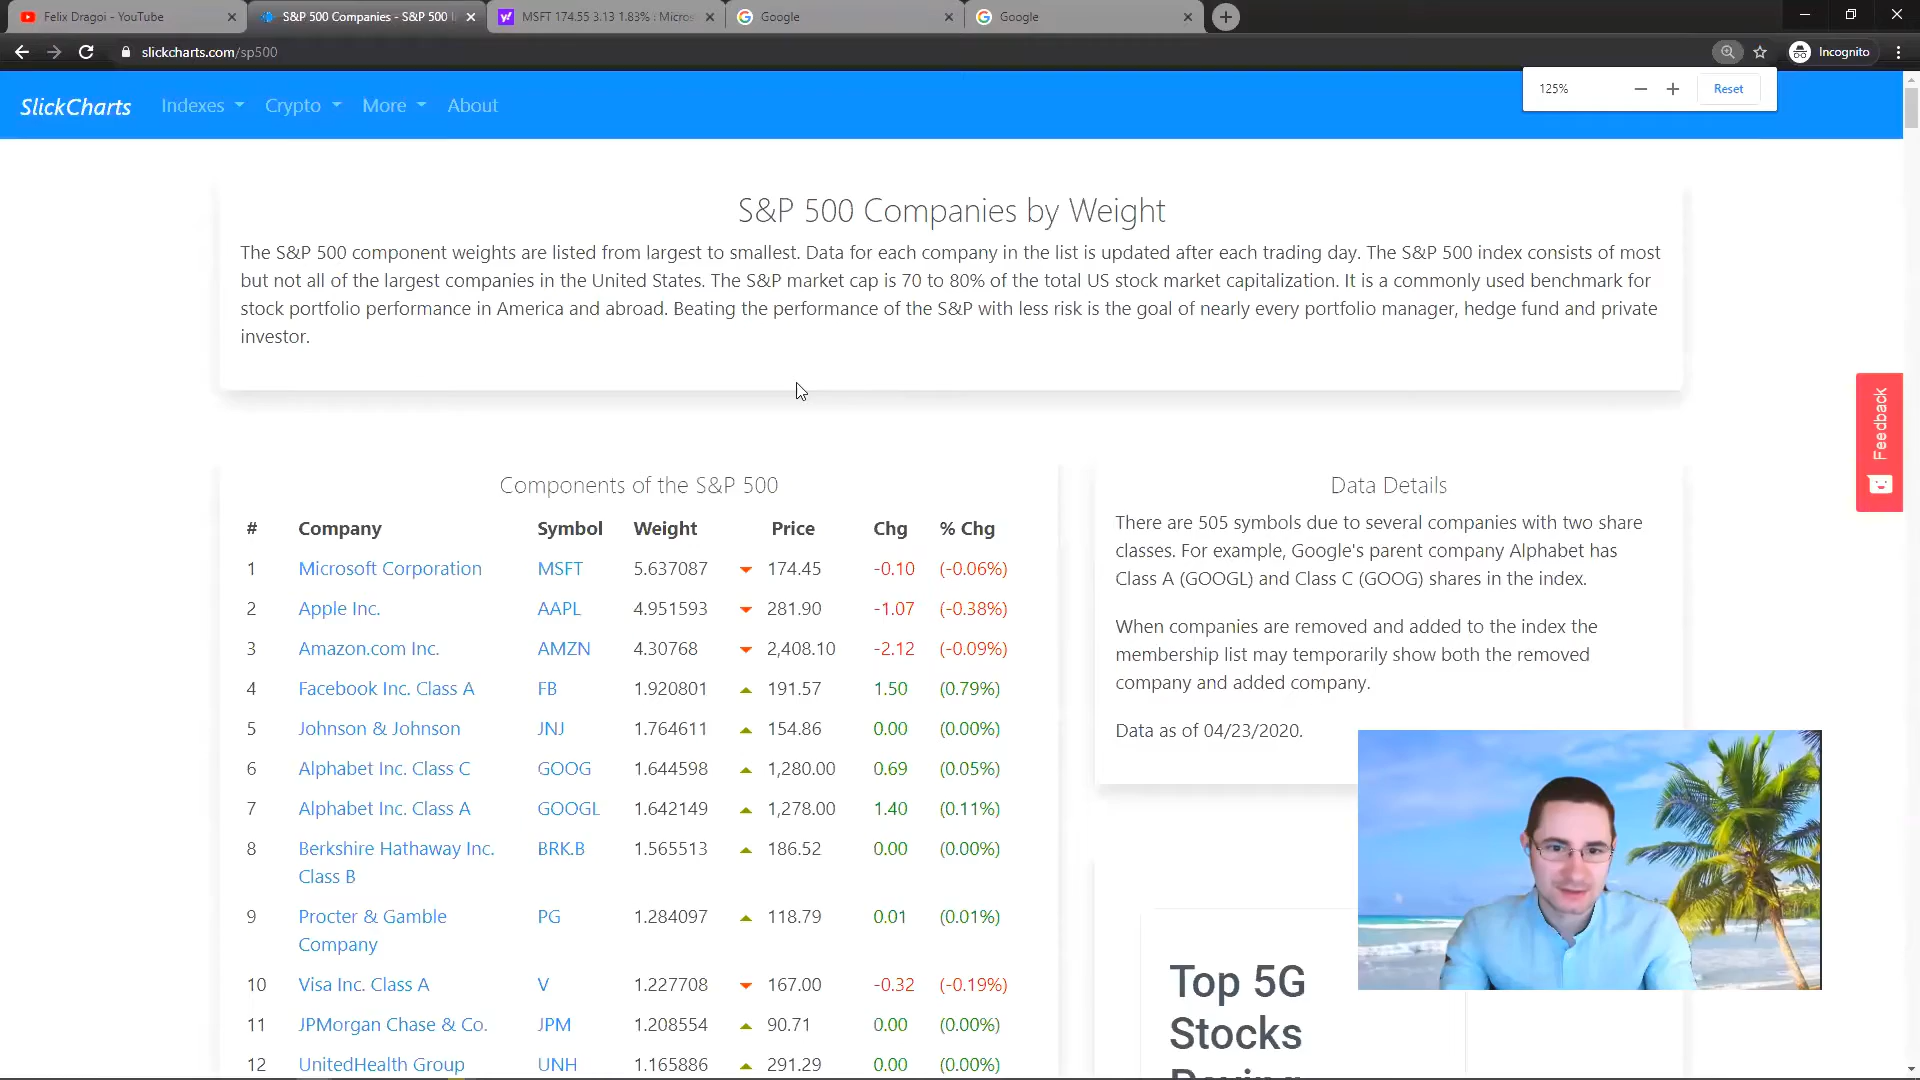 Felix Dragoi - YouTube
S&P 500 Companies - S&P 500
MSFT 174.55 3.13 1.83% : Micros
Google
Google
slickcharts.com/sp500
Incognito
125%
Reset
SlickCharts
Indexes
Crypto
More
About
S&P 500 Companies by Weight
The S&P 500 component weights are listed from largest to smallest. Data for each company in the list is updated after each trading day. The S&P 500 index consists of most
but not all of the largest companies in the United States. The S&P market cap is 70 to 80% of the total US stock market capitalization. It is a commonly used benchmark for
stock portfolio performance in America and abroad. Beating the performance of the S&P with less risk is the goal of nearly every portfolio manager, hedge fund and private
investor.
Feedback
Components of the S&P 500
# Company Symbol Weight Price Chg % Chg
1 Microsoft Corporation MSFT 5.637087 174.45 -0.10 (-0.06%)
2 Apple Inc. AAPL 4.951593 281.90 -1.07 (-0.38%)
3 Amazon.com Inc. AMZN 4.30768 2,408.10 -2.12 (-0.09%)
4 Facebook Inc. Class A FB 1.920801 191.57 1.50 (0.79%)
5 Johnson & Johnson JNJ 1.764611 154.86 0.00 (0.00%)
6 Alphabet Inc. Class C GOOG 1.644598 1,280.00 0.69 (0.05%)
7 Alphabet Inc. Class A GOOGL 1.642149 1,278.00 1.40 (0.11%)
8 Berkshire Hathaway Inc. BRK.B 1.565513 186.52 0.00 (0.00%)
Class B
9 Procter & Gamble PG 1.284097 118.79 0.01 (0.01%)
Company
10 Visa Inc. Class A V 1.227708 167.00 -0.32 (-0.19%)
11 JPMorgan Chase & Co. JPM 1.208554 90.71 0.00 (0.00%)
12 UnitedHealth Group UNH 1.165886 291.29 0.00 (0.00%)
Data Details
There are 505 symbols due to several companies with two share
classes. For example, Google's parent company Alphabet has
Class A (GOOGL) and Class C (GOOG) shares in the index.
When companies are removed and added to the index the
membership list may temporarily show both the removed
company and added company.
Data as of 04/23/2020.
Top 5G
Stocks